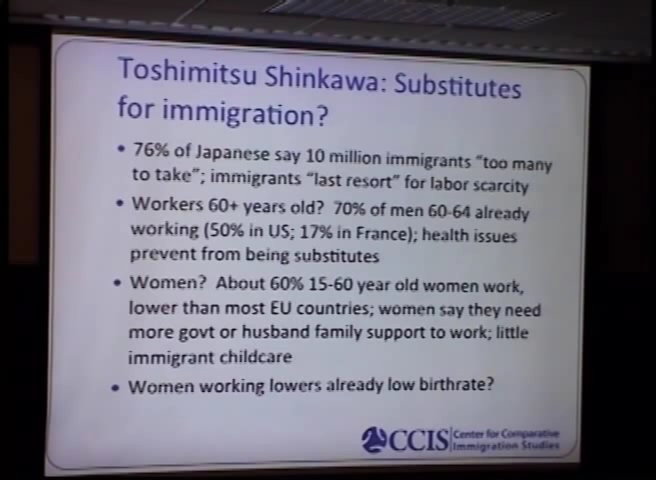 Toshimitsu Shinkawa: Substitutes
for immigration?
• 76% of Japanese say 10 million immigrants "too many
to take"; immigrants "last resort" for labor scarcity
• Workers 60+ years old? 70% of men 60-64 already
working (50% in US; 17% in France); health issues
prevent from being substitutes
• Women? About 60% 15-60 year old women work,
lower than most EU countries; women say they need
more govt or husband family support to work; little
immigrant childcare
• Women working lowers already low birthrate?
CCIS Center for Comparative
Immigration Studies